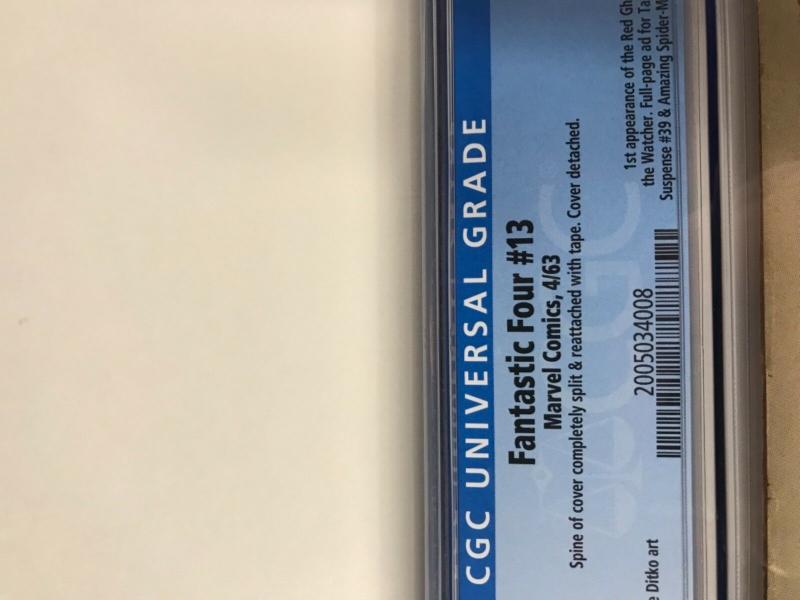 CGC UNIVERSAL GRADE
Fantastic Four #13
Marvel Comics, 4/63
Spine of cover completely split & reattached with tape. Cover detached.
Ditko art
2005034008
1st appearance of the Red
the Watcher. Full-page ad for
Suspense #39 & Amazing
CGC